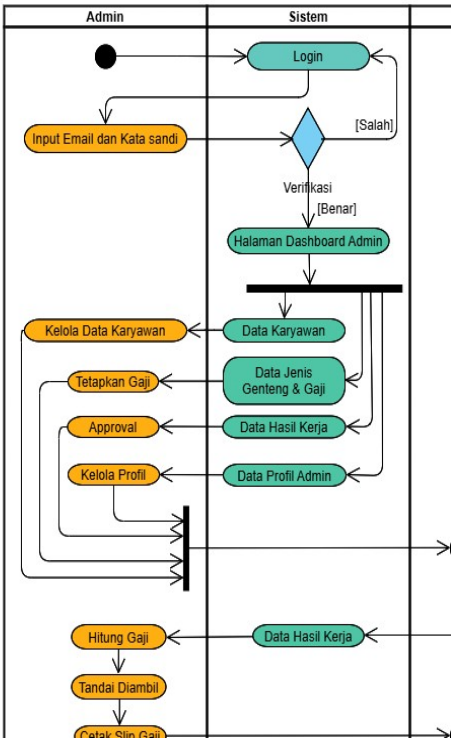 Admin
Sistem
Login
Input Email dan Kata sandi
[Salah]
Verifikasi
[Benar]
Halaman Dashboard Admin
Kelola Data Karyawan
Data Karyawan
Tetapkan Gaji
Data Jenis
Genteng & Gaji
Approval
Data Hasil Kerja
Kelola Profil
Data Profil Admin
Hitung Gaji
Data Hasil Kerja
Tandai Diambil
Cetak Slip Gaji